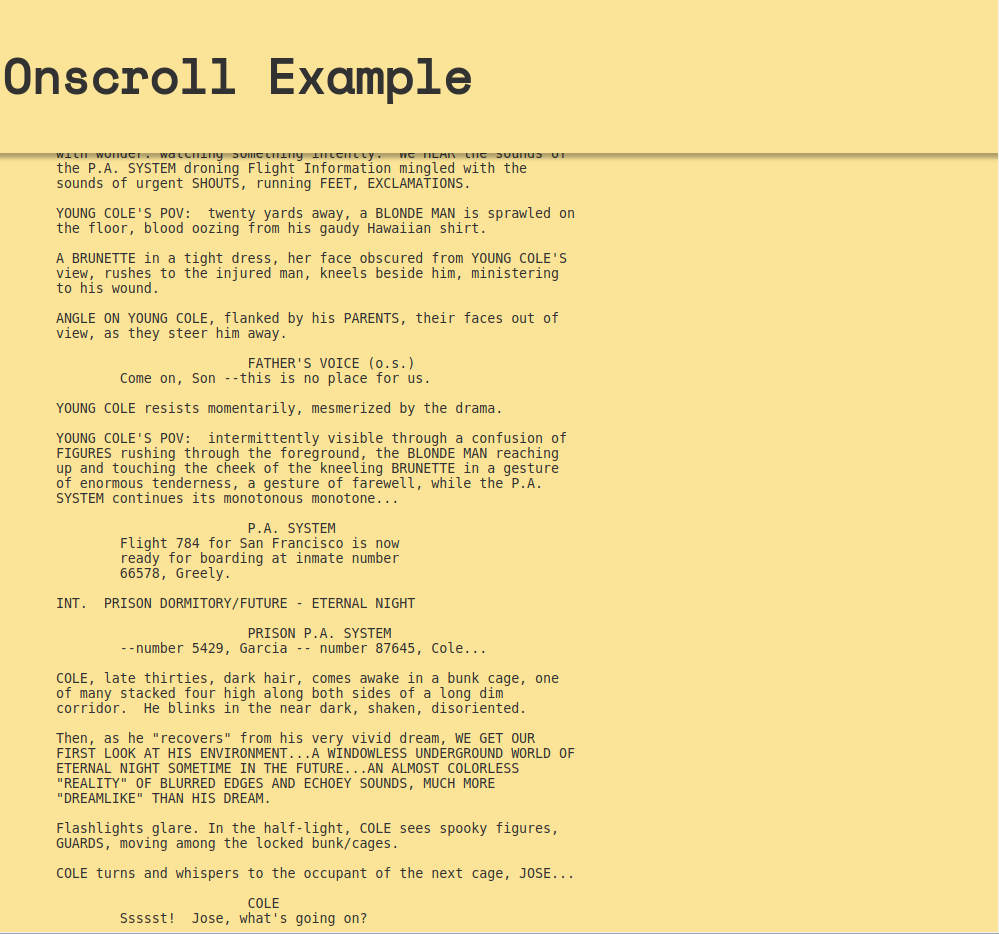 Onscroll Example
with wonder. watching something intently.  We HEAR the sounds of
the P.A. SYSTEM droning Flight Information mingled with the
sounds of urgent SHOUTS, running FEET, EXCLAMATIONS.
YOUNG COLE'S POV:  twenty yards away, a BLONDE MAN is sprawled on
the floor, blood oozing from his gaudy Hawaiian shirt.
A BRUNETTE in a tight dress, her face obscured from YOUNG COLE'S
view, rushes to the injured man, kneels beside him, ministering
to his wound.
ANGLE ON YOUNG COLE, flanked by his PARENTS, their faces out of
view, as they steer him away.
FATHER'S VOICE (o.s.)
Come on, Son --this is no place for us.
YOUNG COLE resists momentarily, mesmerized by the drama.
YOUNG COLE'S POV:  intermittently visible through a confusion of
FIGURES rushing through the foreground, the BLONDE MAN reaching
up and touching the cheek of the kneeling BRUNETTE in a gesture
of enormous tenderness, a gesture of farewell, while the P.A.
SYSTEM continues its monotonous monotone...
P.A. SYSTEM
Flight 784 for San Francisco is now
ready for boarding at inmate number
66578, Greely.
INT.  PRISON DORMITORY/FUTURE - ETERNAL NIGHT
PRISON P.A. SYSTEM
--number 5429, Garcia -- number 87645, Cole...
COLE, late thirties, dark hair, comes awake in a bunk cage, one
of many stacked four high along both sides of a long dim
corridor.  He blinks in the near dark, shaken, disoriented.
Then, as he "recovers" from his very vivid dream, WE GET OUR
FIRST LOOK AT HIS ENVIRONMENT...A WINDOWLESS UNDERGROUND WORLD OF
ETERNAL NIGHT SOMETIME IN THE FUTURE...AN ALMOST COLORLESS
"REALITY" OF BLURRED EDGES AND ECHOEY SOUNDS, MUCH MORE
"DREAMLIKE" THAN HIS DREAM.
Flashlights glare. In the half-light, COLE sees spooky figures,
GUARDS, moving among the locked bunk/cages.
COLE turns and whispers to the occupant of the next cage, JOSE...
COLE
Ssssst!  Jose, what's going on?